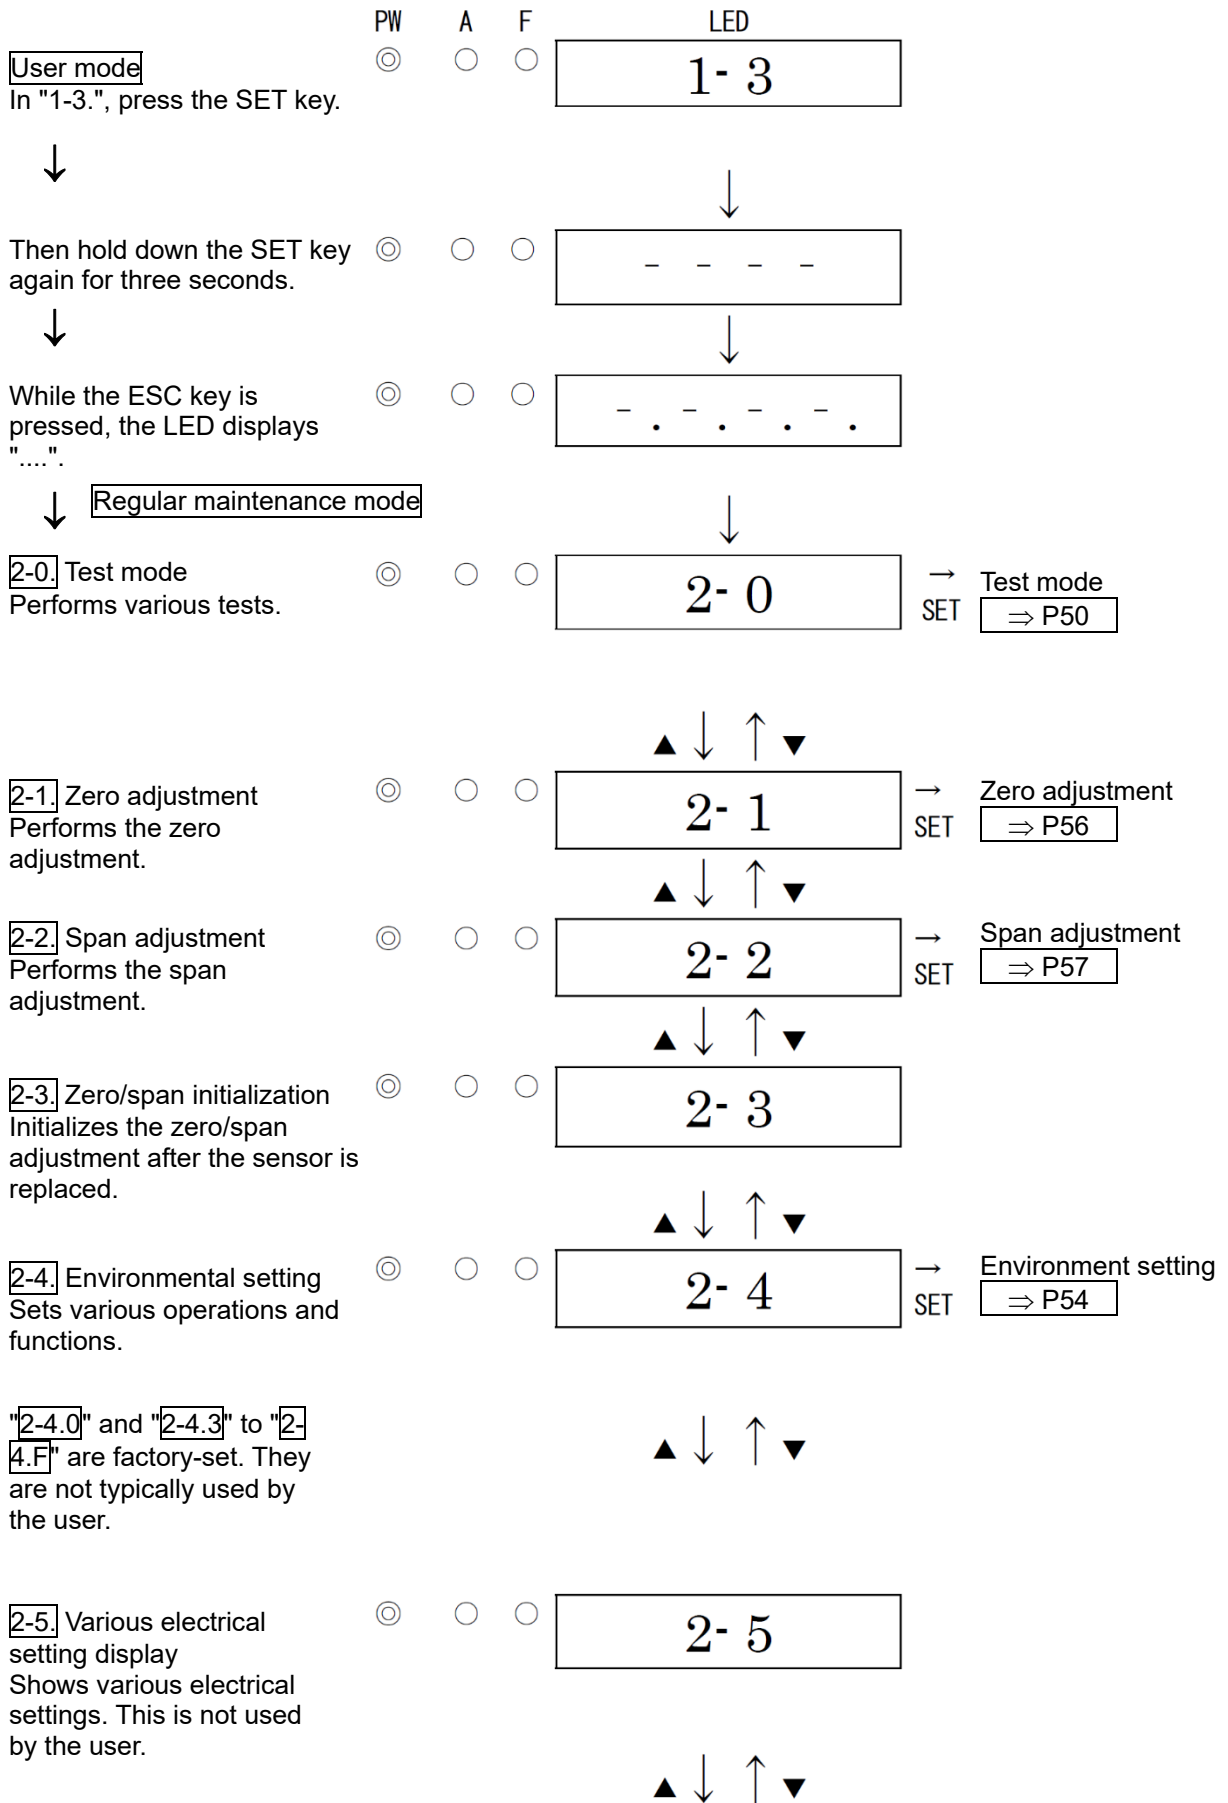 PW A F LED
User mode
In "1-3.", press the SET key.
◎ ○ ○ 1- 3
↓
↓
Then hold down the SET key
again for three seconds.
◎ ○ ○ - - - -
↓
↓
While the ESC key is
pressed, the LED displays
"....".
◎ ○ ○ -. -. -. -.
↓ Regular maintenance mode
↓
2-0. Test mode
Performs various tests.
◎ ○ ○ 2- 0
→ SET
Test mode
⇒ P50
▲ ↓ ↑ ▼
2-1. Zero adjustment
Performs the zero
adjustment.
◎ ○ ○ 2- 1
→ SET
Zero adjustment
⇒ P56
▲ ↓ ↑ ▼
2-2. Span adjustment
Performs the span
adjustment.
◎ ○ ○ 2- 2
→ SET
Span adjustment
⇒ P57
▲ ↓ ↑ ▼
2-3. Zero/span initialization
Initializes the zero/span
adjustment after the sensor is
replaced.
◎ ○ ○ 2- 3
▲ ↓ ↑ ▼
2-4. Environmental setting
Sets various operations and
functions.
◎ ○ ○ 2- 4
→ SET
Environment setting
⇒ P54
"2-4.0" and "2-4.3" to "2-
4.F" are factory-set. They
are not typically used by
the user.
▲ ↓ ↑ ▼
2-5. Various electrical
setting display
Shows various electrical
settings. This is not used
by the user.
◎ ○ ○ 2- 5
▲ ↓ ↑ ▼